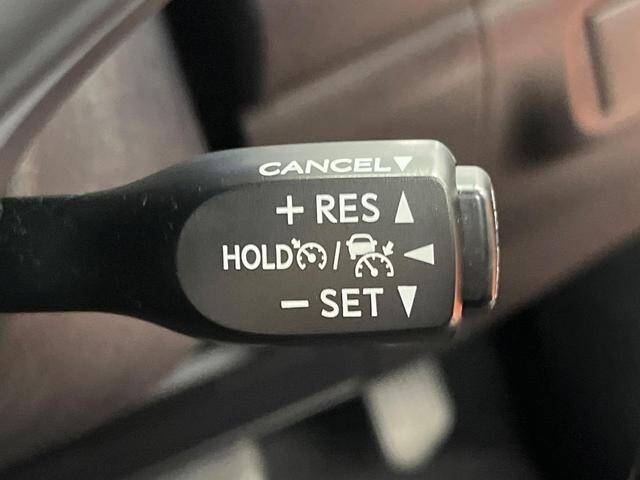 CANCEL▼
+ RES ▲
HOLD / ◀
− SET ▼